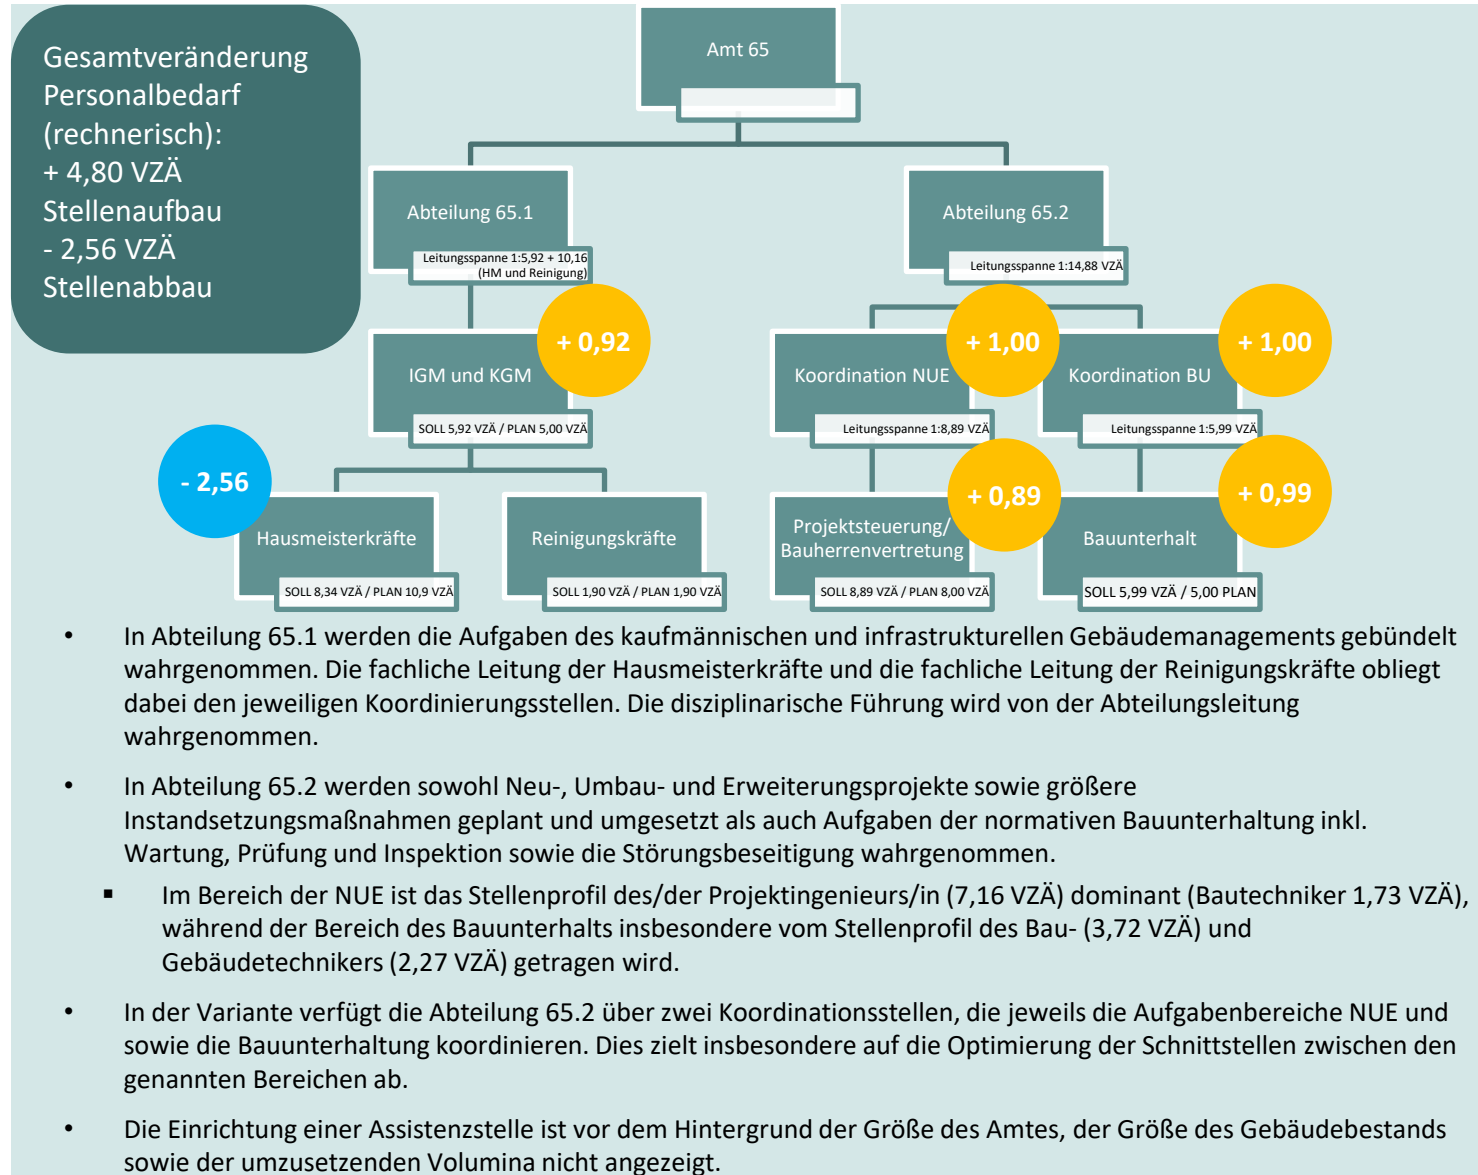 Gesamtveränderung
Personalbedarf
(rechnerisch):
+ 4,80 VZÄ
Stellenaufbau
- 2,56 VZÄ
Stellenabbau
Amt 65
Abteilung 65.1
Leitungsspanne 1:5,92 + 10,16
(HM und Reinigung)
Abteilung 65.2
Leitungsspanne 1:14,88 VZÄ
+ 0,92
IGM und KGM
SOLL 5,92 VZÄ / PLAN 5,00 VZÄ
+ 1,00
Koordination NUE
Leitungsspanne 1:8,89 VZÄ
+ 1,00
Koordination BU
Leitungsspanne 1:5,99 VZÄ
- 2,56
Hausmeisterkräfte
SOLL 8,34 VZÄ / PLAN 10,9 VZÄ
Reinigungskräfte
SOLL 1,90 VZÄ / PLAN 1,90 VZÄ
+ 0,89
Projektsteuerung/
Bauherrenvertretung
SOLL 8,89 VZÄ / PLAN 8,00 VZÄ
+ 0,99
Bauunterhalt
SOLL 5,99 VZÄ / 5,00 PLAN
• In Abteilung 65.1 werden die Aufgaben des kaufmännischen und infrastrukturellen Gebäudemanagements gebündelt
wahrgenommen. Die fachliche Leitung der Hausmeisterkräfte und die fachliche Leitung der Reinigungskräfte obliegt
dabei den jeweiligen Koordinierungsstellen. Die disziplinarische Führung wird von der Abteilungsleitung
wahrgenommen.
• In Abteilung 65.2 werden sowohl Neu-, Umbau- und Erweiterungsprojekte sowie größere
Instandsetzungsmaßnahmen geplant und umgesetzt als auch Aufgaben der normativen Bauunterhaltung inkl.
Wartung, Prüfung und Inspektion sowie die Störungsbeseitigung wahrgenommen.
▪ Im Bereich der NUE ist das Stellenprofil des/der Projektingenieurs/in (7,16 VZÄ) dominant (Bautechniker 1,73 VZÄ),
während der Bereich des Bauunterhalts insbesondere vom Stellenprofil des Bau- (3,72 VZÄ) und
Gebäudetechnikers (2,27 VZÄ) getragen wird.
• In der Variante verfügt die Abteilung 65.2 über zwei Koordinationsstellen, die jeweils die Aufgabenbereiche NUE und
sowie die Bauunterhaltung koordinieren. Dies zielt insbesondere auf die Optimierung der Schnittstellen zwischen den
genannten Bereichen ab.
• Die Einrichtung einer Assistenzstelle ist vor dem Hintergrund der Größe des Amtes, der Größe des Gebäudebestands
sowie der umzusetzenden Volumina nicht angezeigt.